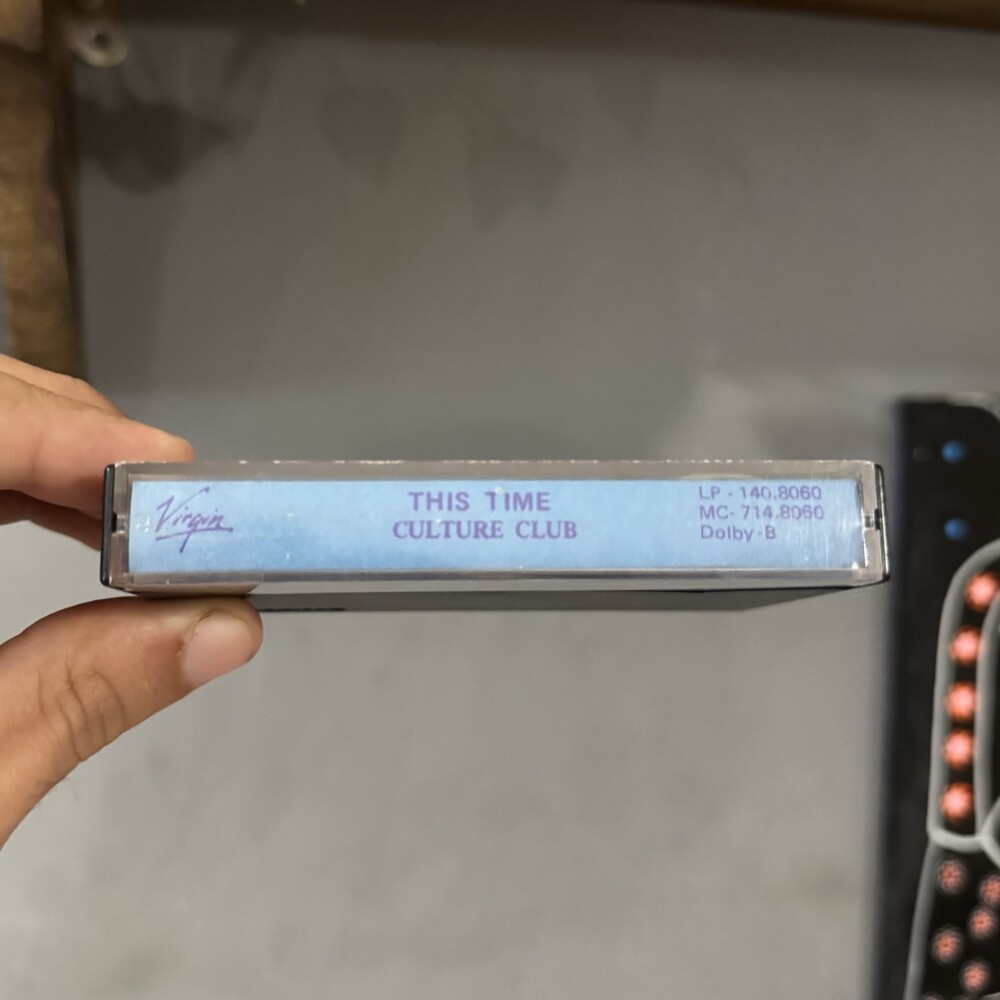 Virgin
THIS TIME
CULTURE CLUB
LP · 140.8060
MC· 714.8060
Dolby·B